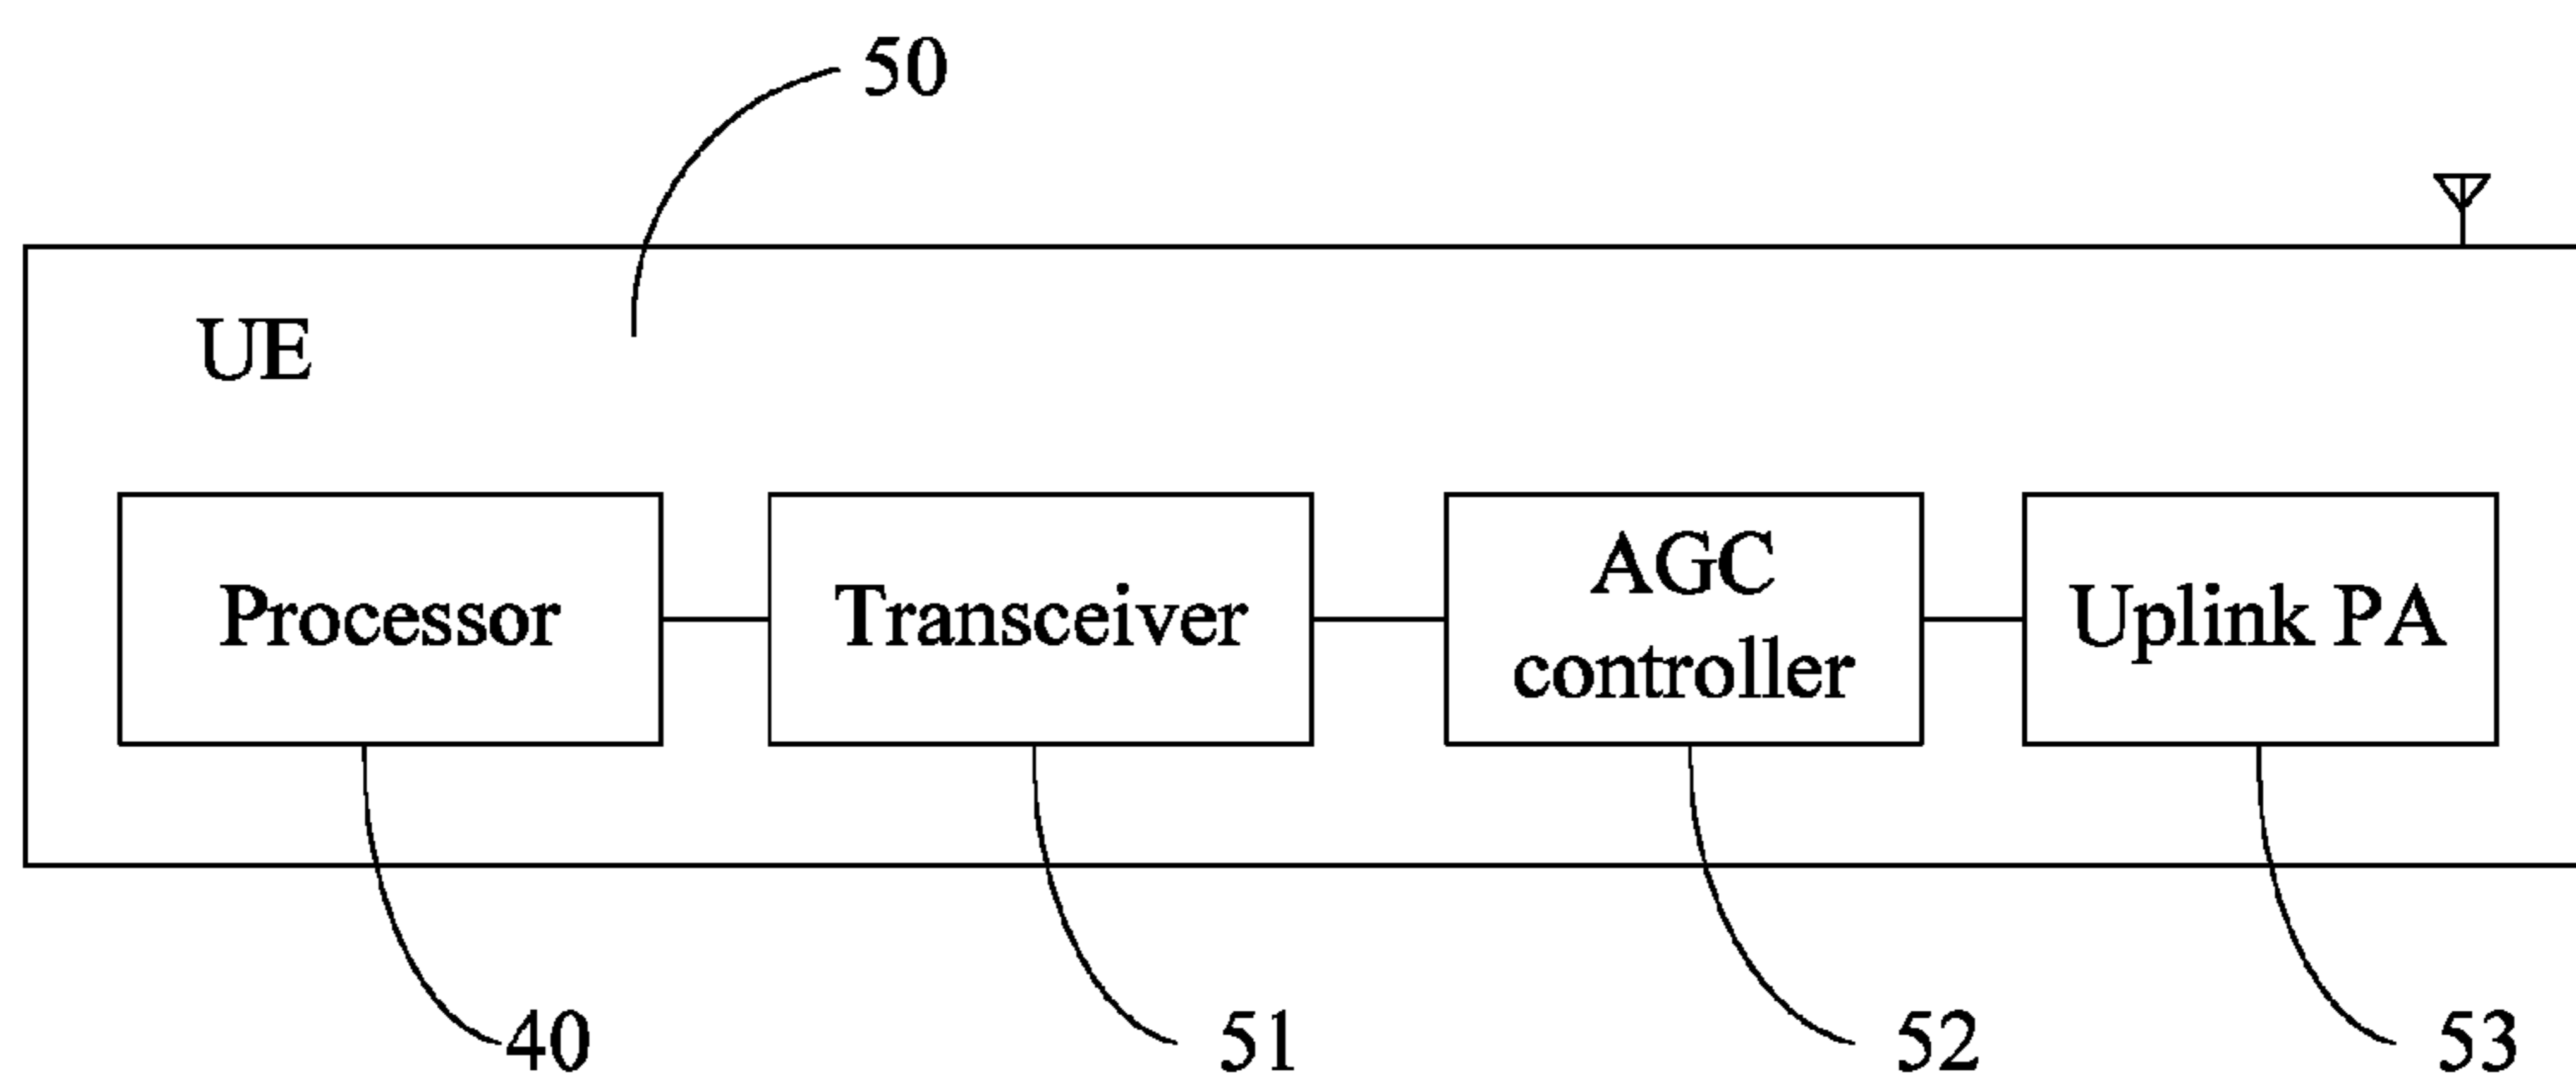 50
UE
Processor
Transceiver
AGC
controller
Uplink PA
40
51
52
53